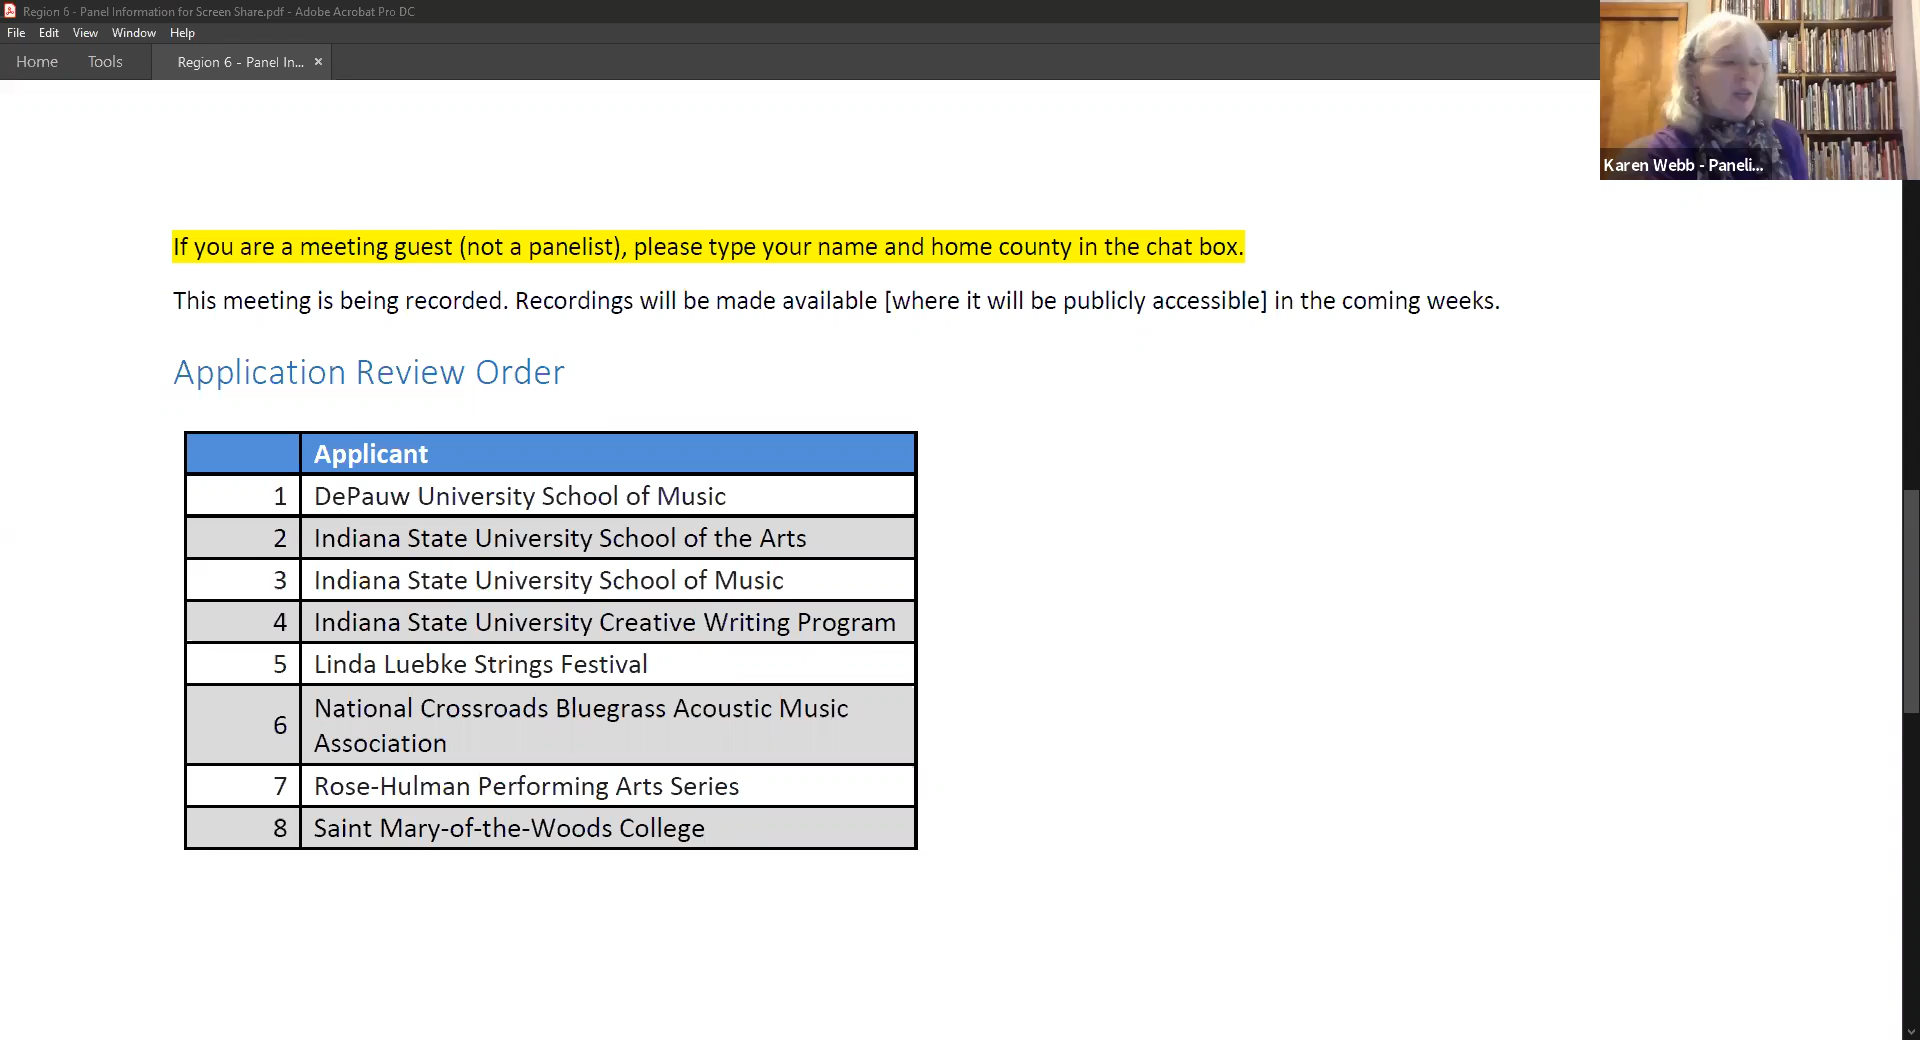 Region 6 - Panel Information for Screen Share.pdf - Adobe Acrobat Pro DC
File Edit View Window Help
Home Tools Region 6 - Panel In... ×
Karen Webb - Paneli...
If you are a meeting guest (not a panelist), please type your name and home county in the chat box.
This meeting is being recorded. Recordings will be made available [where it will be publicly accessible] in the coming weeks.
Application Review Order
Applicant
1 DePauw University School of Music
2 Indiana State University School of the Arts
3 Indiana State University School of Music
4 Indiana State University Creative Writing Program
5 Linda Luebke Strings Festival
6 National Crossroads Bluegrass Acoustic Music
Association
7 Rose-Hulman Performing Arts Series
8 Saint Mary-of-the-Woods College